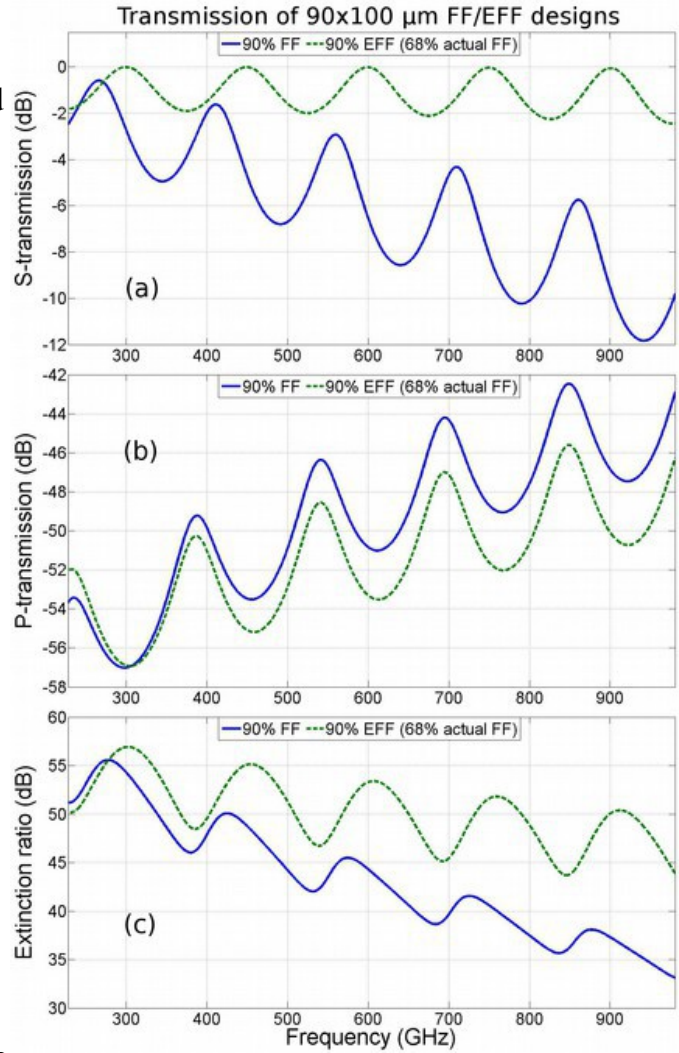 Transmission of 90x100 μm FF/EFF designs
90% FF 90% EFF (68% actual FF)
S-transmission (dB)
0
-2
-4
-6
-8
-10
-12
(a)
300 400 500 600 700 800 900
90% FF 90% EFF (68% actual FF)
P-transmission (dB)
-42
-44
-46
-48
-50
-52
-54
-56
-58
(b)
300 400 500 600 700 800 900
90% FF 90% EFF (68% actual FF)
Extinction ratio (dB)
60
55
50
45
40
35
30
(c)
300 400 500 600 700 800 900
Frequency (GHz)